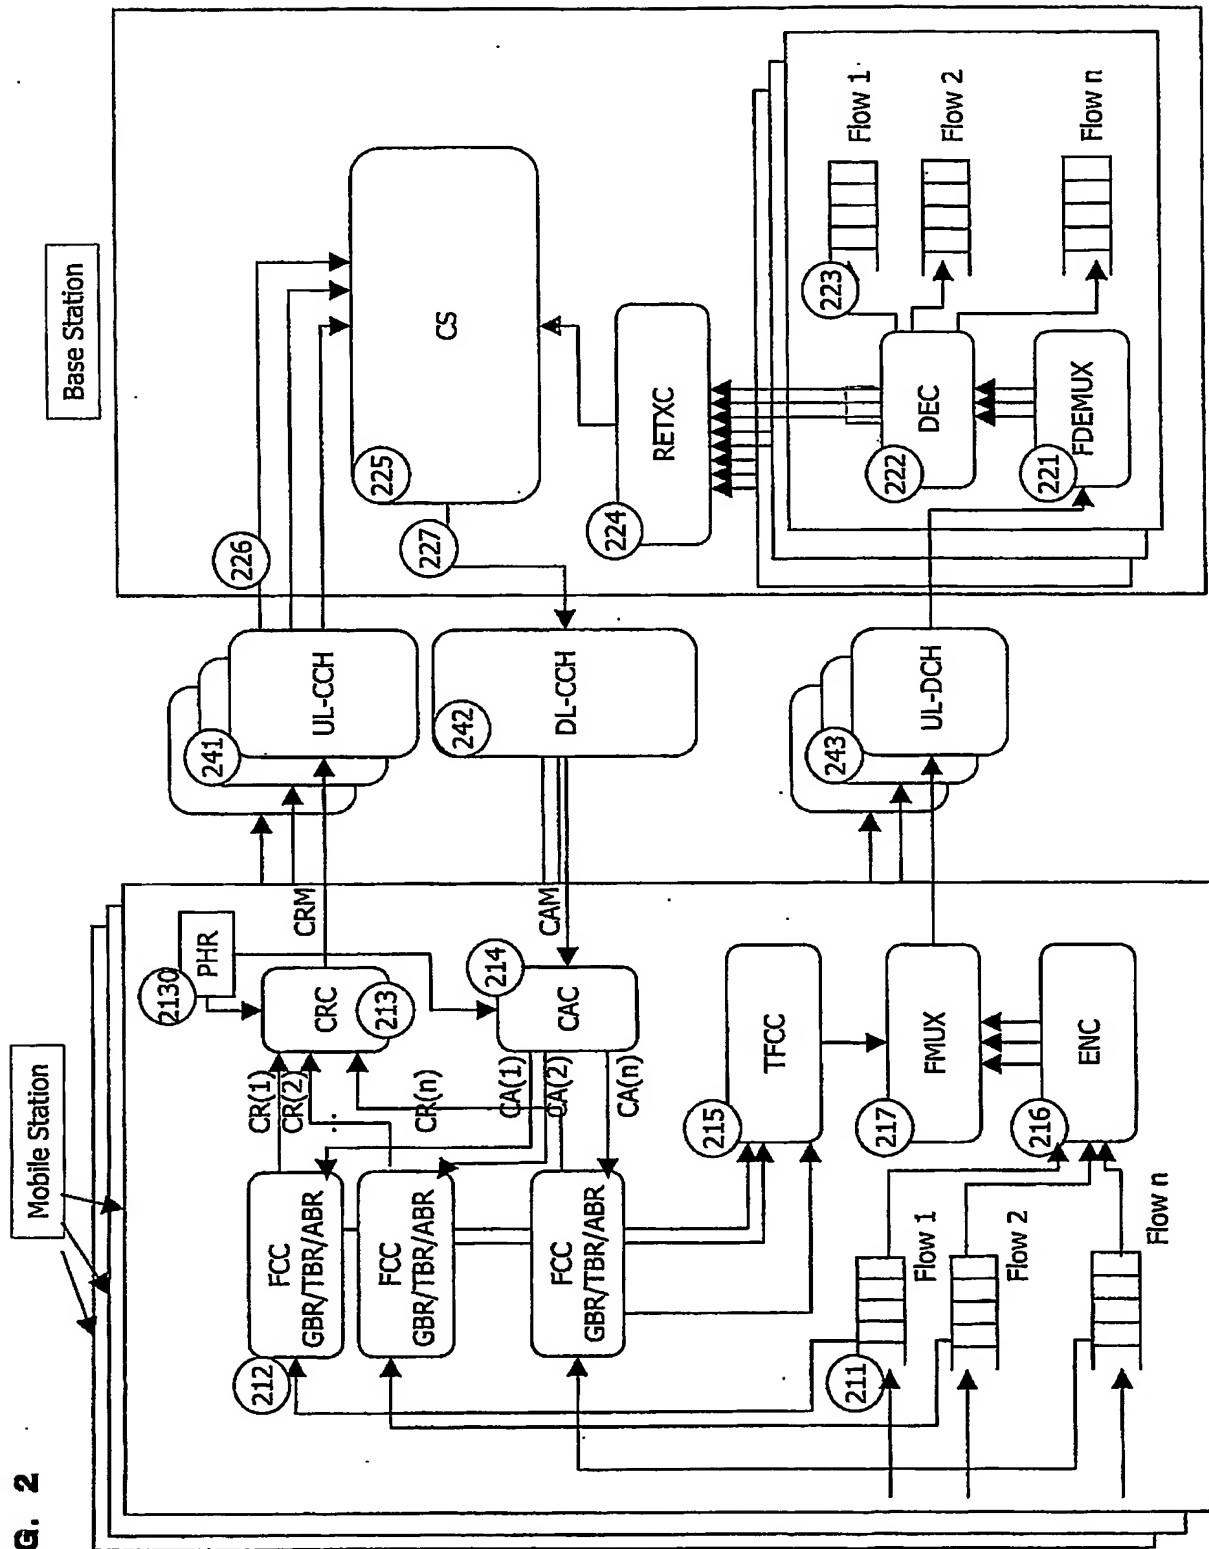 G. 2
Mobile Station
Base Station
2130
PHR
CRC
213
CRM
CR(1)
CR(2)
CR(n)
214
CAC
CAM
CA(1)
CA(2)
CA(n)
FCC
GBR/TBR/ABR
212
FCC
GBR/TBR/ABR
FCC
GBR/TBR/ABR
215
TFCC
217
FMUX
216
ENC
211
Flow 1
Flow 2
Flow n
241
UL-CCH
242
DL-CCH
243
UL-DCH
226
227
225
CS
224
RETXC
223
222
DEC
221
FDEMUX
Flow 1
Flow 2
Flow n